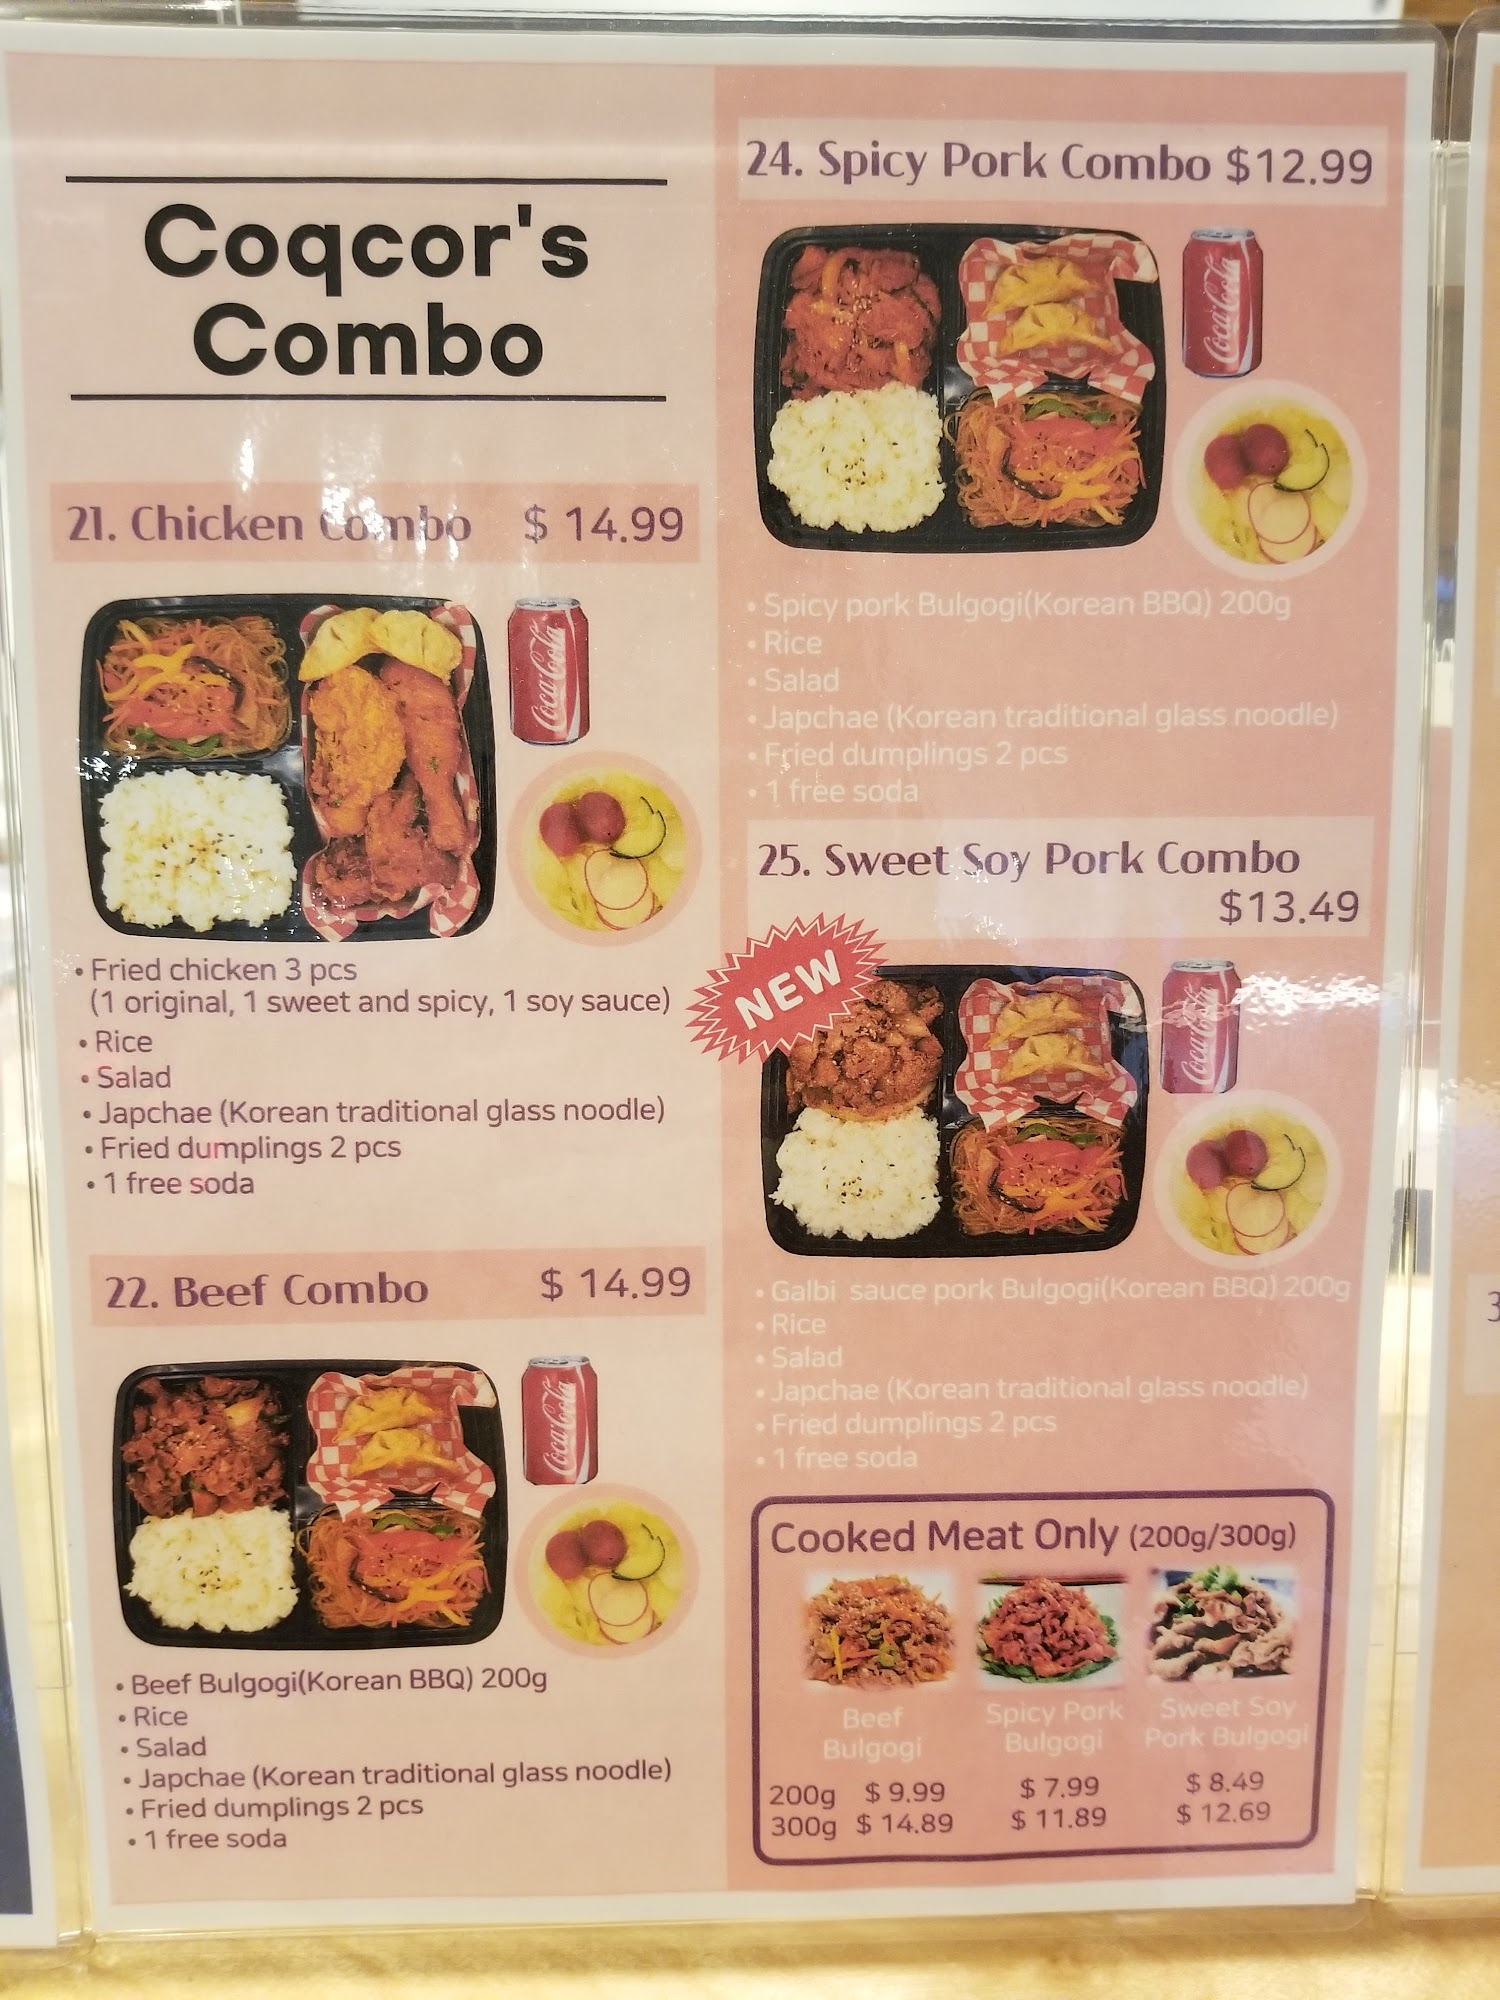 Coqcor's
Combo
21. Chicken Combo $ 14.99
Coca-Cola
• Fried chicken 3 pcs
(1 original, 1 sweet and spicy, 1 soy sauce)
• Rice
• Salad
• Japchae (Korean traditional glass noodle)
• Fried dumplings 2 pcs
• 1 free soda
22. Beef Combo $ 14.99
Coca-Cola
• Beef Bulgogi(Korean BBQ) 200g
• Rice
• Salad
• Japchae (Korean traditional glass noodle)
• Fried dumplings 2 pcs
• 1 free soda
24. Spicy Pork Combo $12.99
Coca-Cola
• Spicy pork Bulgogi(Korean BBQ) 200g
• Rice
• Salad
• Japchae (Korean traditional glass noodle)
• Fried dumplings 2 pcs
• 1 free soda
25. Sweet Soy Pork Combo
$13.49
NEW
Coca-Cola
• Galbi sauce pork Bulgogi(Korean BBQ) 200g
• Rice
• Salad
• Japchae (Korean traditional glass noodle)
• Fried dumplings 2 pcs
• 1 free soda
Cooked Meat Only (200g/300g)
Beef Bulgogi
Spicy Pork Bulgogi
Sweet Soy Pork Bulgogi
200g $ 9.99 $ 7.99 $ 8.49
300g $ 14.89 $ 11.89 $ 12.69
3